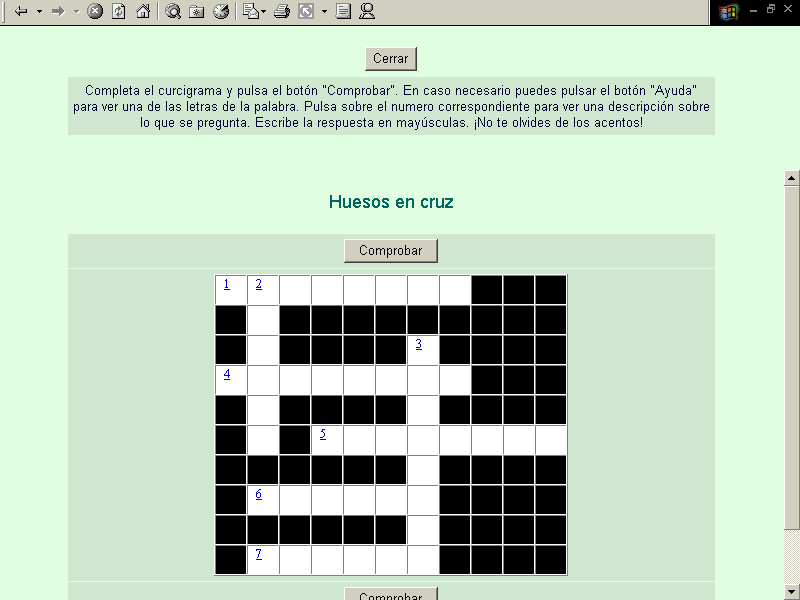 Cerrar
Completa el curcigrama y pulsa el botón "Comprobar". En caso necesario puedes pulsar el botón "Ayuda"
para ver una de las letras de la palabra. Pulsa sobre el numero correspondiente para ver una descripción sobre
lo que se pregunta. Escribe la respuesta en mayúsculas. ¡No te olvides de los acentos!
Huesos en cruz
Comprobar
1 2
3
4
5
6
7
Comprobar